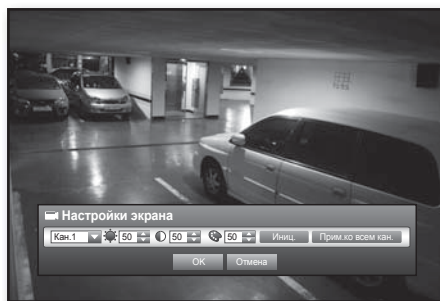 Настройки экрана
Кан.1 50 50 50 Иниц. Прим.ко всем кан.
OK Отмена